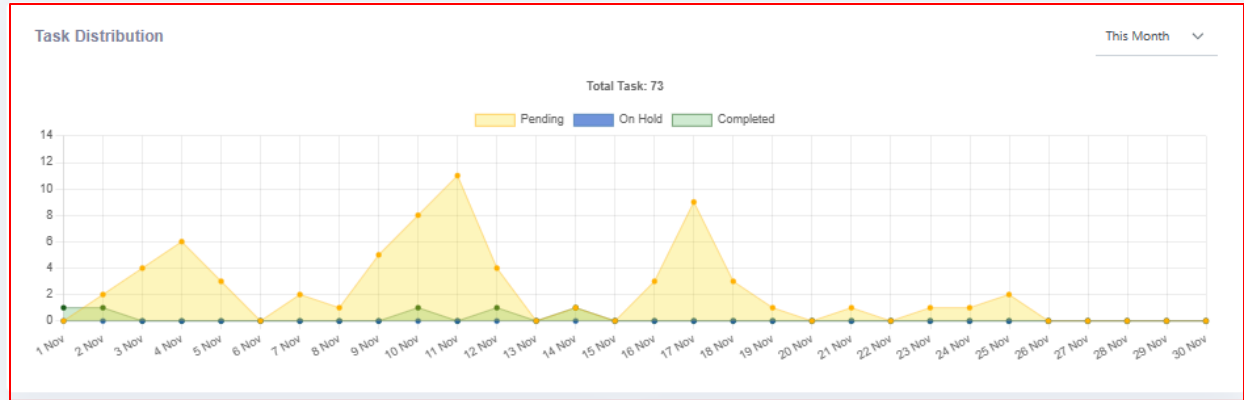 Task Distribution
This Month
Total Task: 73
Pending On Hold Completed
14
12
10
8
6
4
2
0
1 Nov 2 Nov 3 Nov 4 Nov 5 Nov 6 Nov 7 Nov 8 Nov 9 Nov 10 Nov 11 Nov 12 Nov 13 Nov 14 Nov 15 Nov 16 Nov 17 Nov 18 Nov 19 Nov 20 Nov 21 Nov 22 Nov 23 Nov 24 Nov 25 Nov 26 Nov 27 Nov 28 Nov 29 Nov 30 Nov